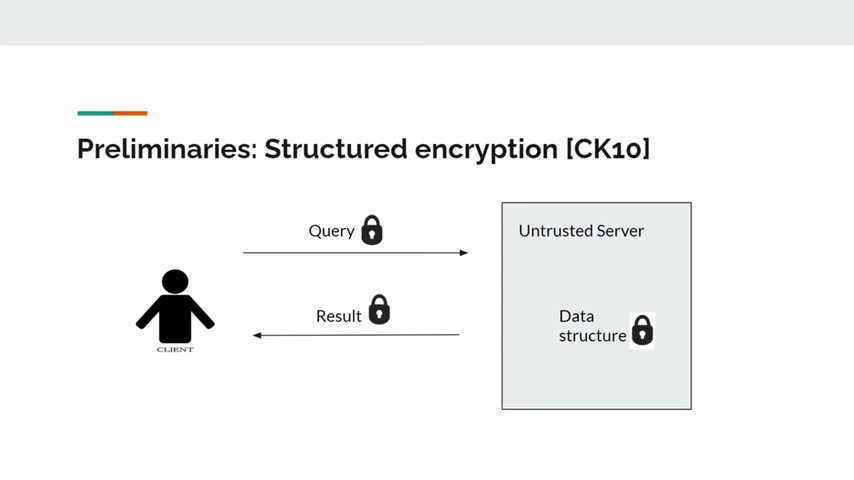 Preliminaries: Structured encryption [CK10]
Query
Untrusted Server
Result
Data
structure
CLIENT